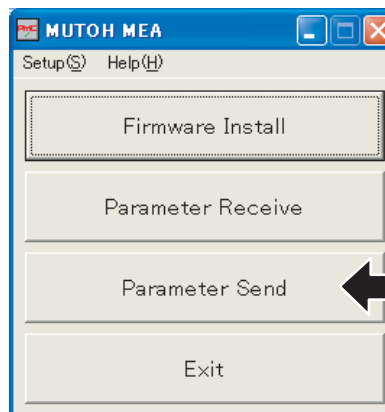 MUTOH MEA
Setup(S) Help(H)
Firmware Install
Parameter Receive
Parameter Send
Exit